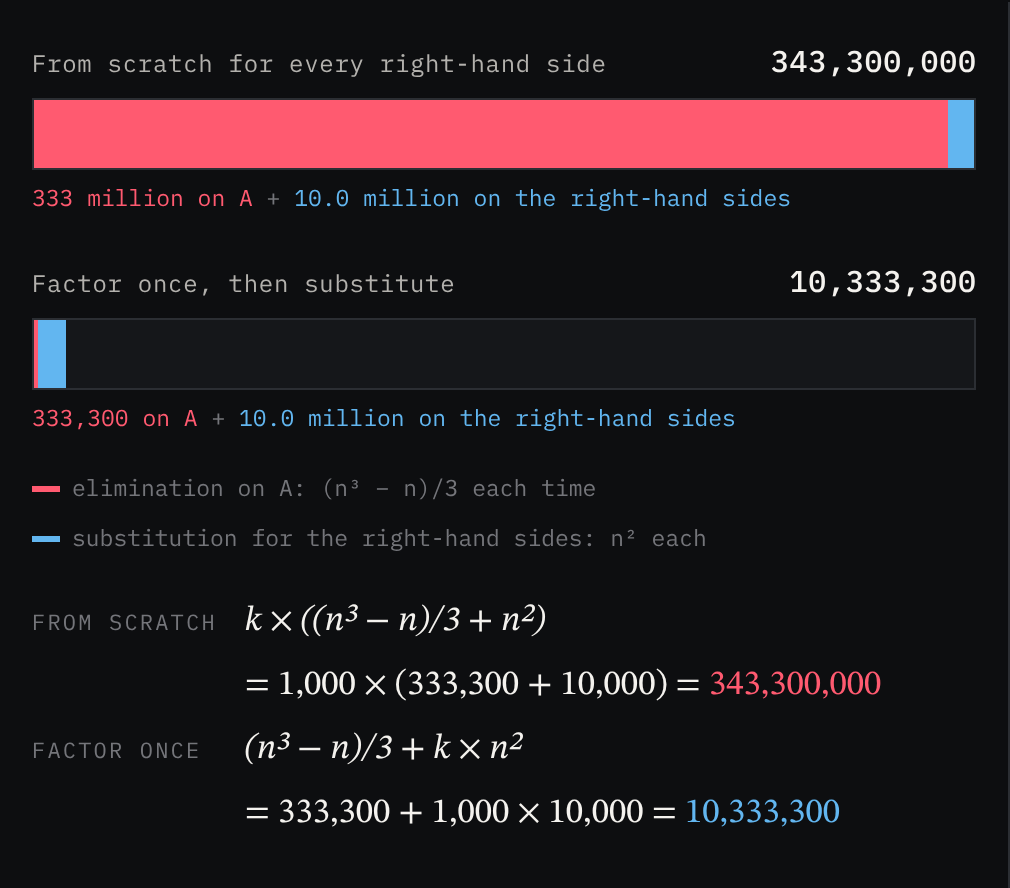 From scratch for every right-hand side 343,300,000
333 million on A + 10.0 million on the right-hand sides
Factor once, then substitute 10,333,300
333,300 on A + 10.0 million on the right-hand sides
elimination on A: (n³ − n)/3 each time
substitution for the right-hand sides: n² each
FROM SCRATCH k × ((n³ − n)/3 + n²)
= 1,000 × (333,300 + 10,000) = 343,300,000
FACTOR ONCE (n³ − n)/3 + k × n²
= 333,300 + 1,000 × 10,000 = 10,333,300